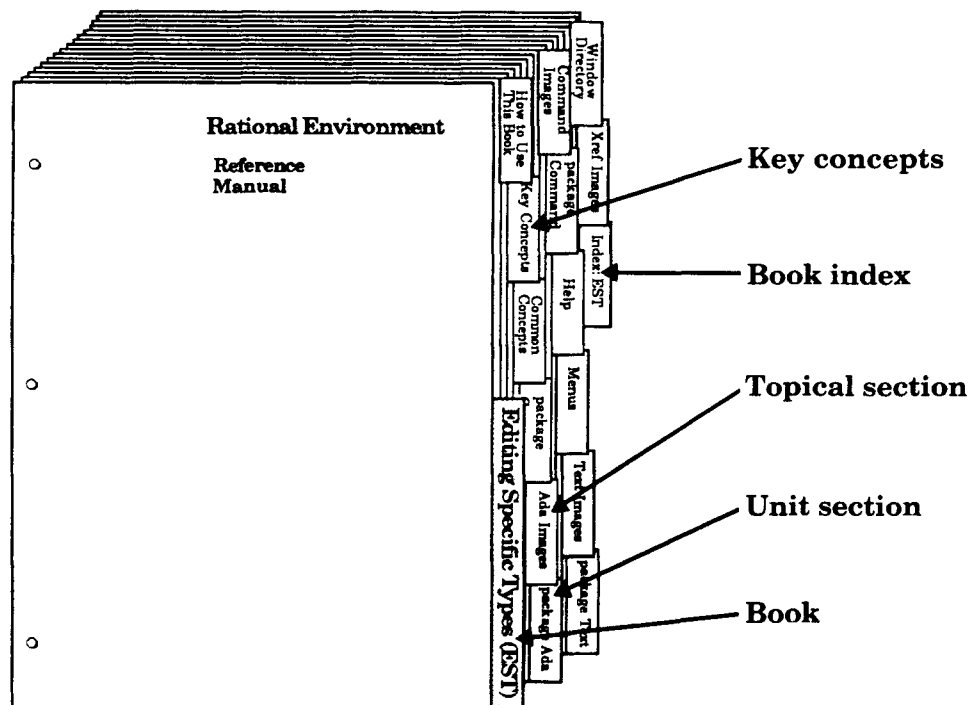 Rational Environment
Reference
Manual
How to Use
This Book
Key Concepts
Common
Concepts
package
Ada Images
package Ada
Editing Specific Types (EST)
Command
Images
package
Command
Help
Menus
Text Images
package Text
Window
Directory
Xref Images
Index: EST
Key concepts
Book index
Topical section
Unit section
Book